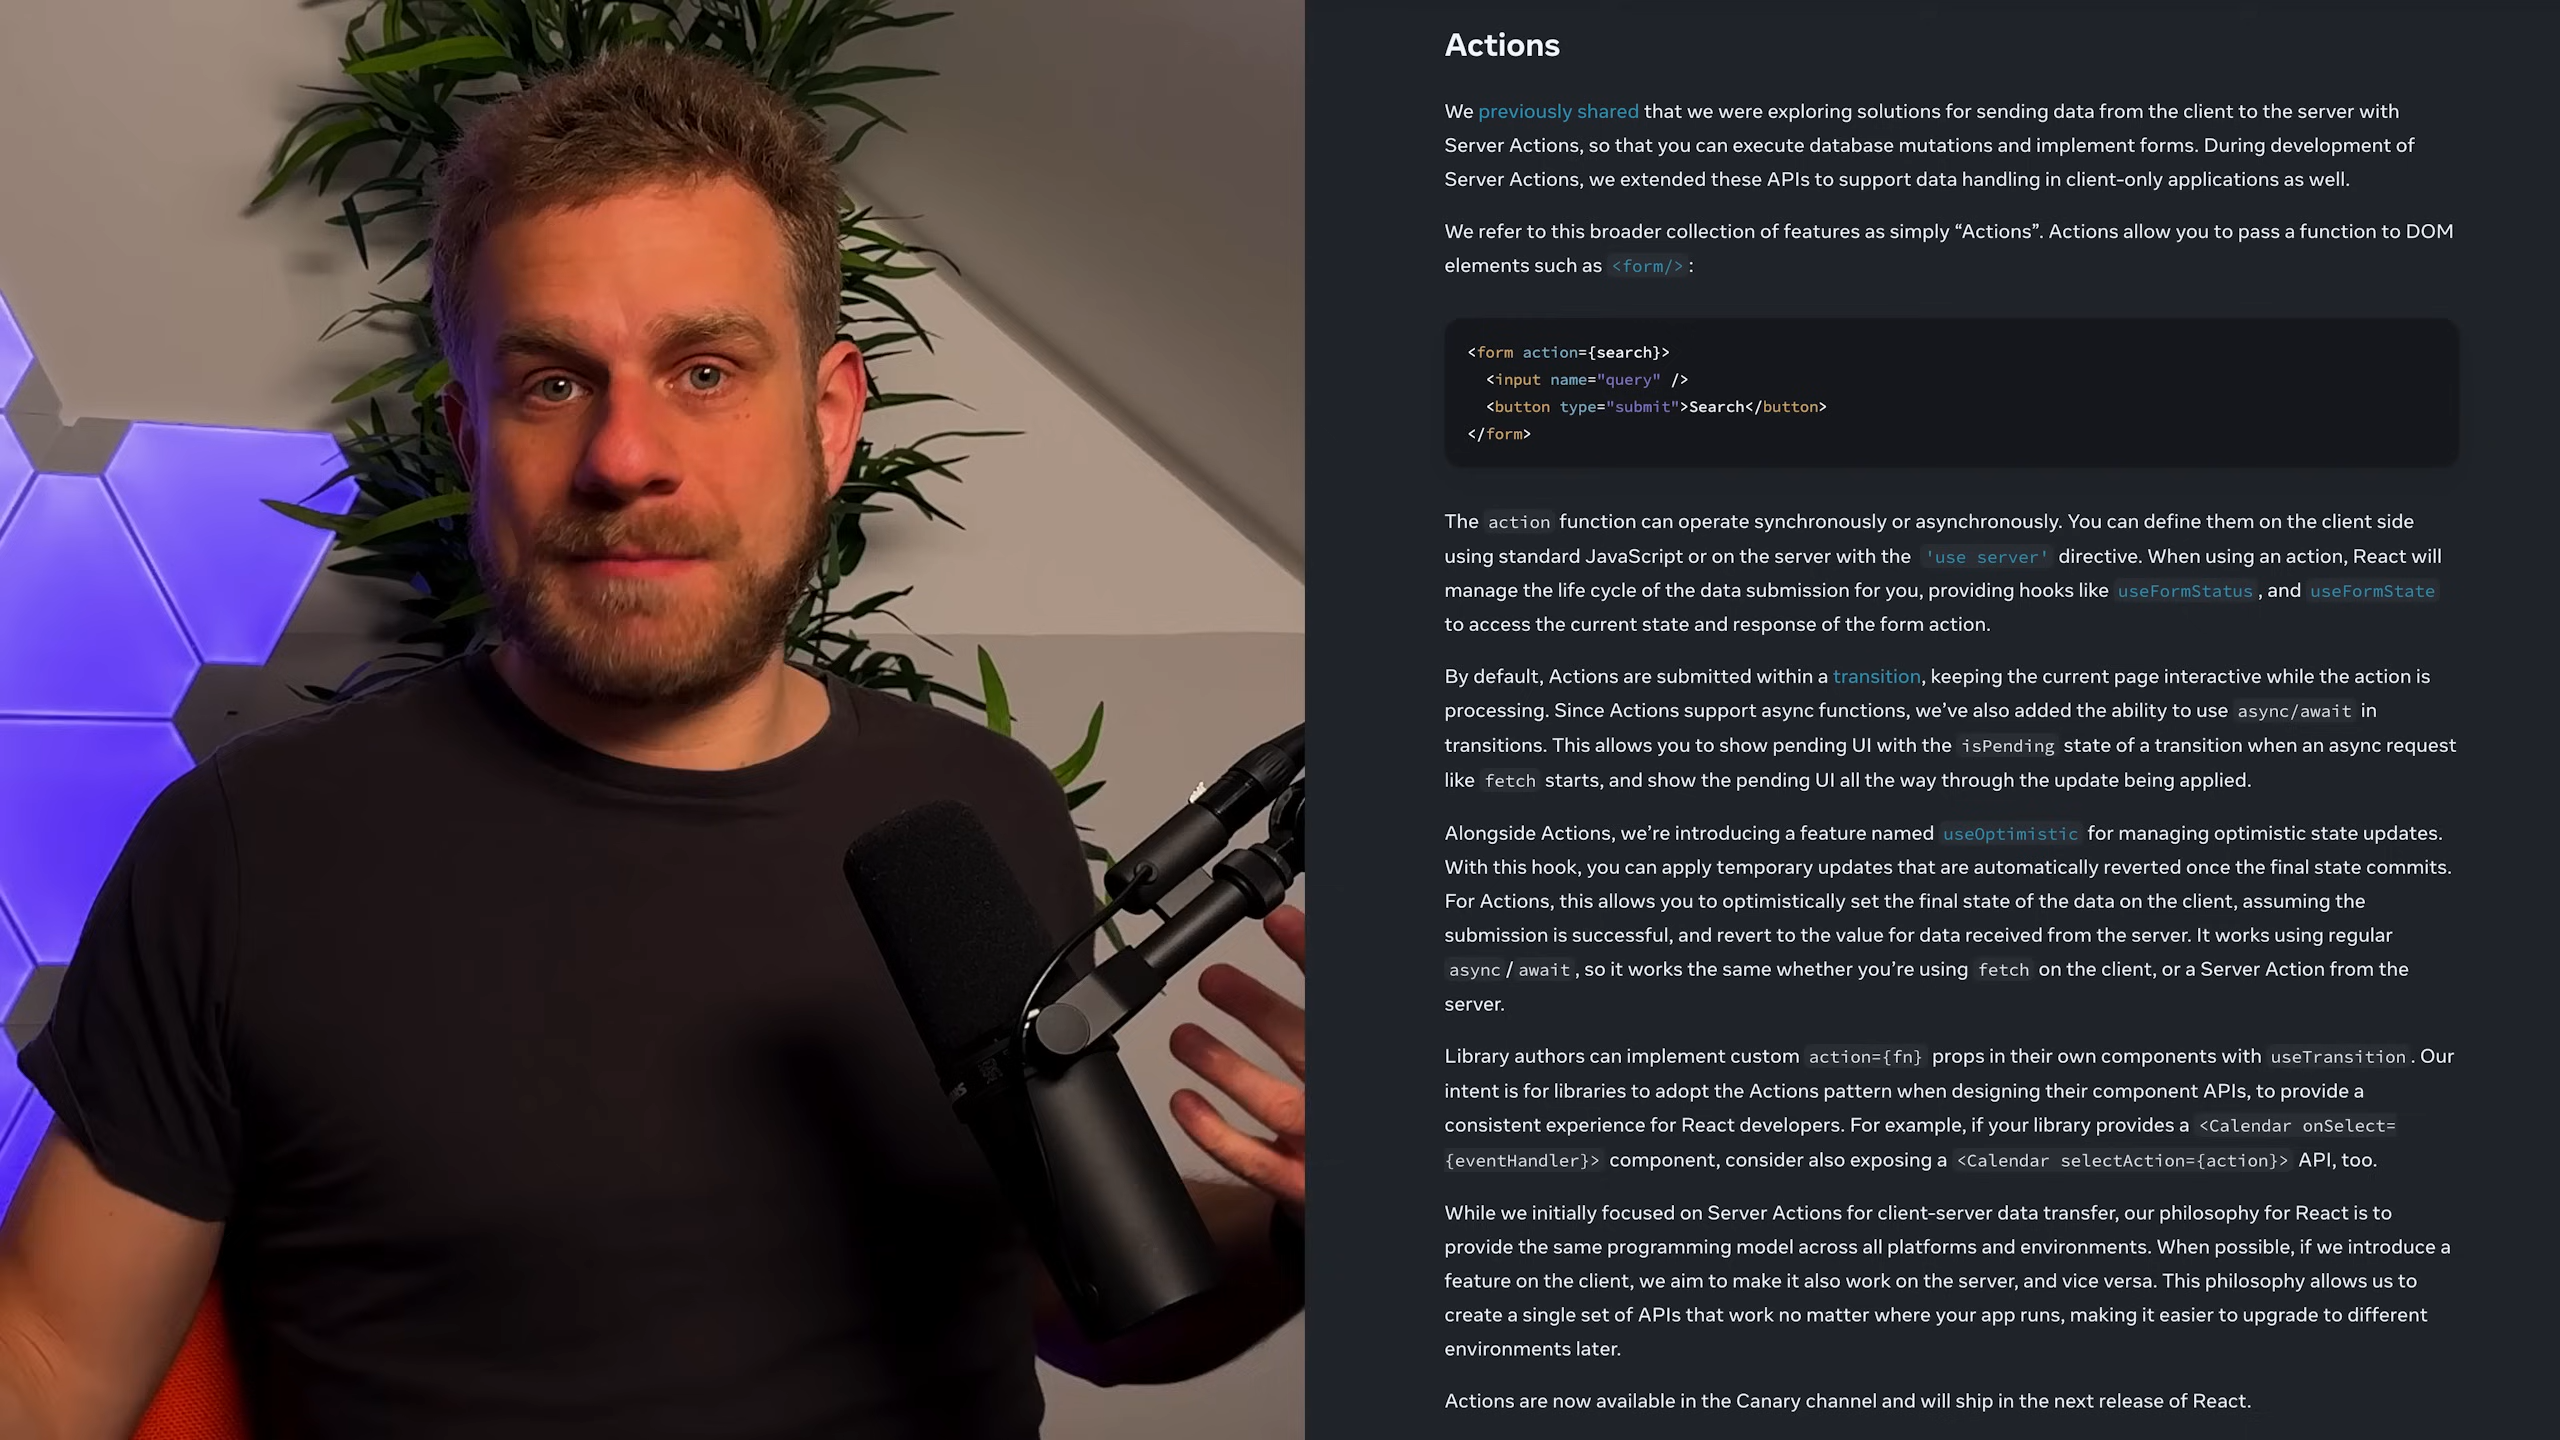 Actions
We previously shared that we were exploring solutions for sending data from the client to the server with
Server Actions, so that you can execute database mutations and implement forms. During development of
Server Actions, we extended these APIs to support data handling in client-only applications as well.
We refer to this broader collection of features as simply “Actions”. Actions allow you to pass a function to DOM
elements such as <form/>:
<form action={search}>
<input name="query" />
<button type="submit">Search</button>
</form>
The action function can operate synchronously or asynchronously. You can define them on the client side
using standard JavaScript or on the server with the 'use server' directive. When using an action, React will
manage the life cycle of the data submission for you, providing hooks like useFormStatus, and useFormState
to access the current state and response of the form action.
By default, Actions are submitted within a transition, keeping the current page interactive while the action is
processing. Since Actions support async functions, we’ve also added the ability to use async/await in
transitions. This allows you to show pending UI with the isPending state of a transition when an async request
like fetch starts, and show the pending UI all the way through the update being applied.
Alongside Actions, we’re introducing a feature named useOptimistic for managing optimistic state updates.
With this hook, you can apply temporary updates that are automatically reverted once the final state commits.
For Actions, this allows you to optimistically set the final state of the data on the client, assuming the
submission is successful, and revert to the value for data received from the server. It works using regular
async/await, so it works the same whether you’re using fetch on the client, or a Server Action from the
server.
Library authors can implement custom action={fn} props in their own components with useTransition. Our
intent is for libraries to adopt the Actions pattern when designing their component APIs, to provide a
consistent experience for React developers. For example, if your library provides a <Calendar onSelect=
{eventHandler}> component, consider also exposing a <Calendar selectAction={action}> API, too.
While we initially focused on Server Actions for client-server data transfer, our philosophy for React is to
provide the same programming model across all platforms and environments. When possible, if we introduce a
feature on the client, we aim to make it also work on the server, and vice versa. This philosophy allows us to
create a single set of APIs that work no matter where your app runs, making it easier to upgrade to different
environments later.
Actions are now available in the Canary channel and will ship in the next release of React.